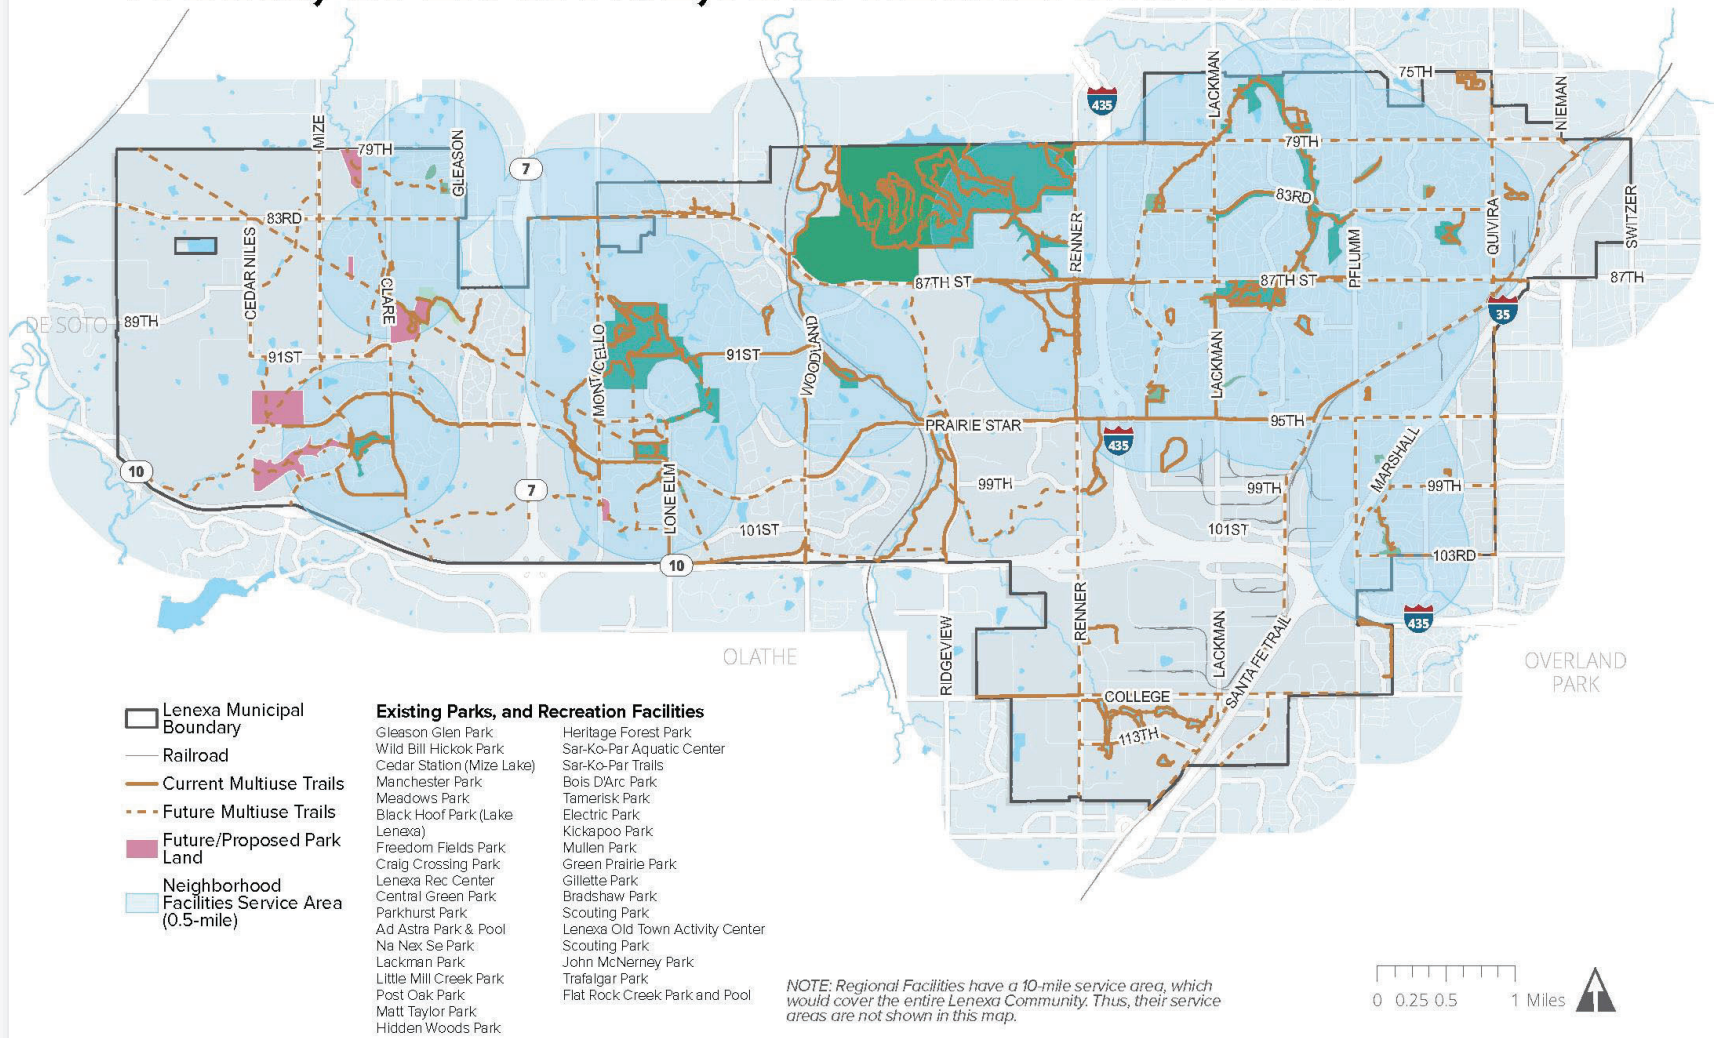 75TH
LACKMAN
NIEMAN
435
MIZE
79TH
GLEASON
7
79TH
83RD
83RD
CEDAR NILES
CLARE
RENNER
PFLUMM
QUIVIRA
SWITZER
87TH ST
87TH ST
87TH
DE SOTO
89TH
35
91ST
MONTICELLO
91ST
WOODLAND
LACKMAN
PRAIRIE STAR
95TH
435
MARSHALL
10
7
99TH
99TH
99TH
LONE ELM
101ST
101ST
103RD
10
RENNER
LACKMAN
435
OLATHE
RIDGEVIEW
SANTA FE TRAIL
OVERLAND
PARK
COLLEGE
113TH
Lenexa Municipal
Boundary
Railroad
Current Multiuse Trails
Future Multiuse Trails
Future/Proposed Park
Land
Neighborhood
Facilities Service Area
(0.5-mile)
Existing Parks, and Recreation Facilities
Gleason Glen Park
Wild Bill Hickok Park
Cedar Station (Mize Lake)
Manchester Park
Meadows Park
Black Hoof Park (Lake
Lenexa)
Freedom Fields Park
Craig Crossing Park
Lenexa Rec Center
Central Green Park
Parkhurst Park
Ad Astra Park & Pool
Na Nex Se Park
Lackman Park
Little Mill Creek Park
Post Oak Park
Matt Taylor Park
Hidden Woods Park
Heritage Forest Park
Sar-Ko-Par Aquatic Center
Sar-Ko-Par Trails
Bois D'Arc Park
Tamerisk Park
Electric Park
Kickapoo Park
Mullen Park
Green Prairie Park
Gillette Park
Bradshaw Park
Scouting Park
Lenexa Old Town Activity Center
Scouting Park
John McNerney Park
Trafalgar Park
Flat Rock Creek Park and Pool
NOTE: Regional Facilities have a 10-mile service area, which
would cover the entire Lenexa Community. Thus, their service
areas are not shown in this map.
0 0.25 0.5 1 Miles